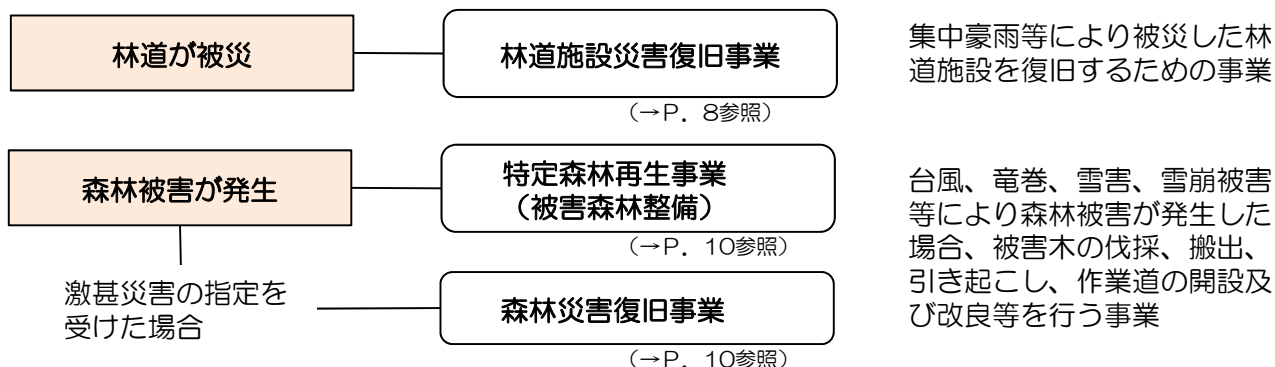 林道が被災
林道施設災害復旧事業
(→P．8参照)
集中豪雨等により被災した林
道施設を復旧するための事業
森林被害が発生
特定森林再生事業
（被害森林整備）
(→P．10参照)
台風、竜巻、雪害、雪崩被害
等により森林被害が発生した
場合、被害木の伐採、搬出、
引き起こし、作業道の開設及
び改良等を行う事業
激甚災害の指定を
受けた場合
森林災害復旧事業
(→P．10参照)